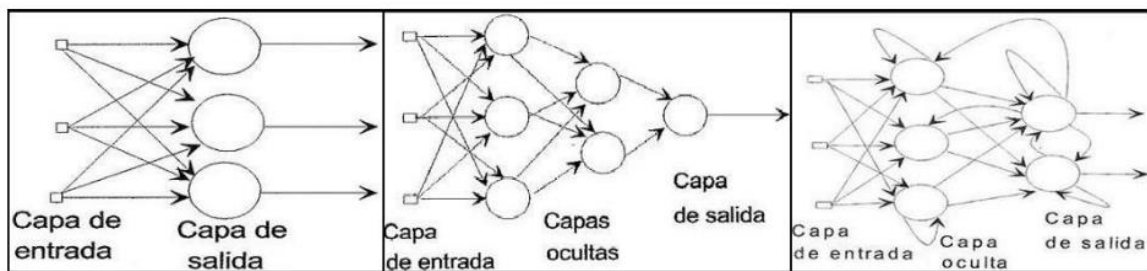 Capa de
entrada
Capa de
salida
Capa
de entrada
Capas
ocultas
Capa
de salida
Capa
de entrada
Capa
oculta
Capa
de salida